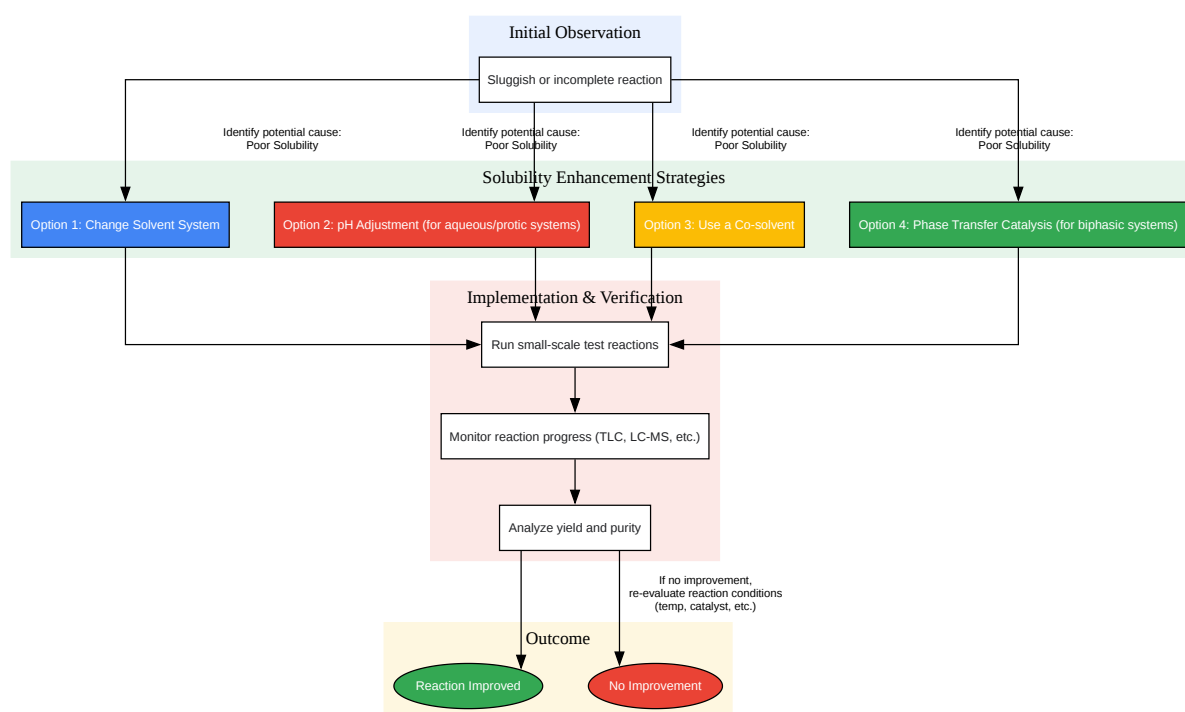 Initial Observation
Sluggish or incomplete reaction
Identify potential cause:
Poor Solubility
Identify potential cause:
Poor Solubility
Identify potential cause:
Poor Solubility
Identify potential cause:
Poor Solubility
Solubility Enhancement Strategies
Option 1: Change Solvent System
Option 2: pH Adjustment (for aqueous/protic systems)
Option 3: Use a Co-solvent
Option 4: Phase Transfer Catalysis (for biphasic systems)
Implementation & Verification
Run small-scale test reactions
Monitor reaction progress (TLC, LC-MS, etc.)
Analyze yield and purity
If no improvement,
re-evaluate reaction conditions
(temp, catalyst, etc.)
Outcome
Reaction Improved
No Improvement